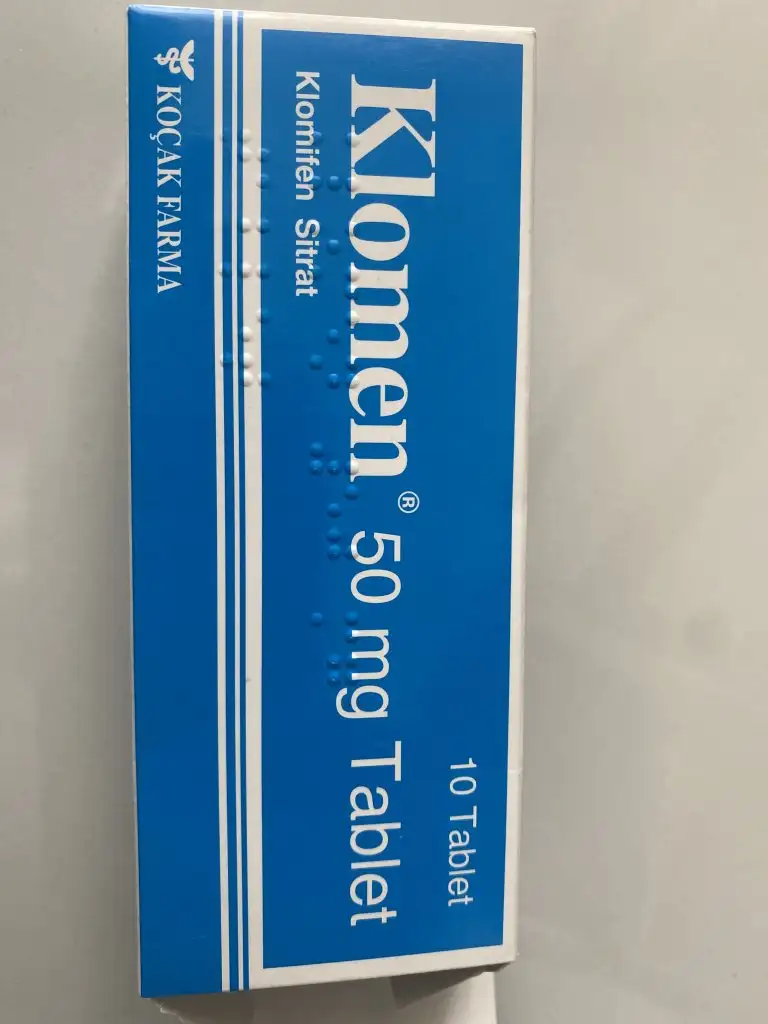 10 Tablet
Klomen® 50 mg Tablet
Klomifen Sitrat
KOÇAK FARMA